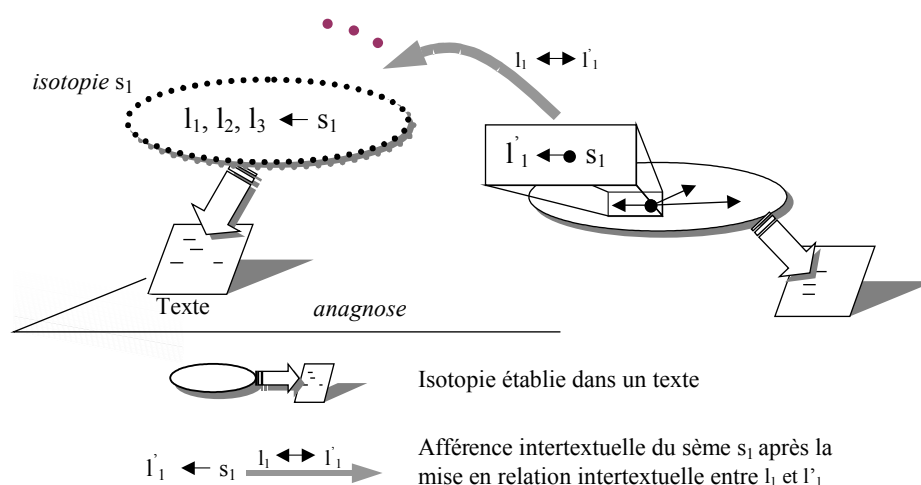 l₁ ↔ l'₁
isotopie s₁
l₁, l₂, l₃ ← s₁
l'₁ ← s₁
Texte
anagnose
Isotopie établie dans un texte
l'₁ ← s₁ l₁ ↔ l'₁
Afférence intertextuelle du sème s₁ après la
mise en relation intertextuelle entre l₁ et l'₁